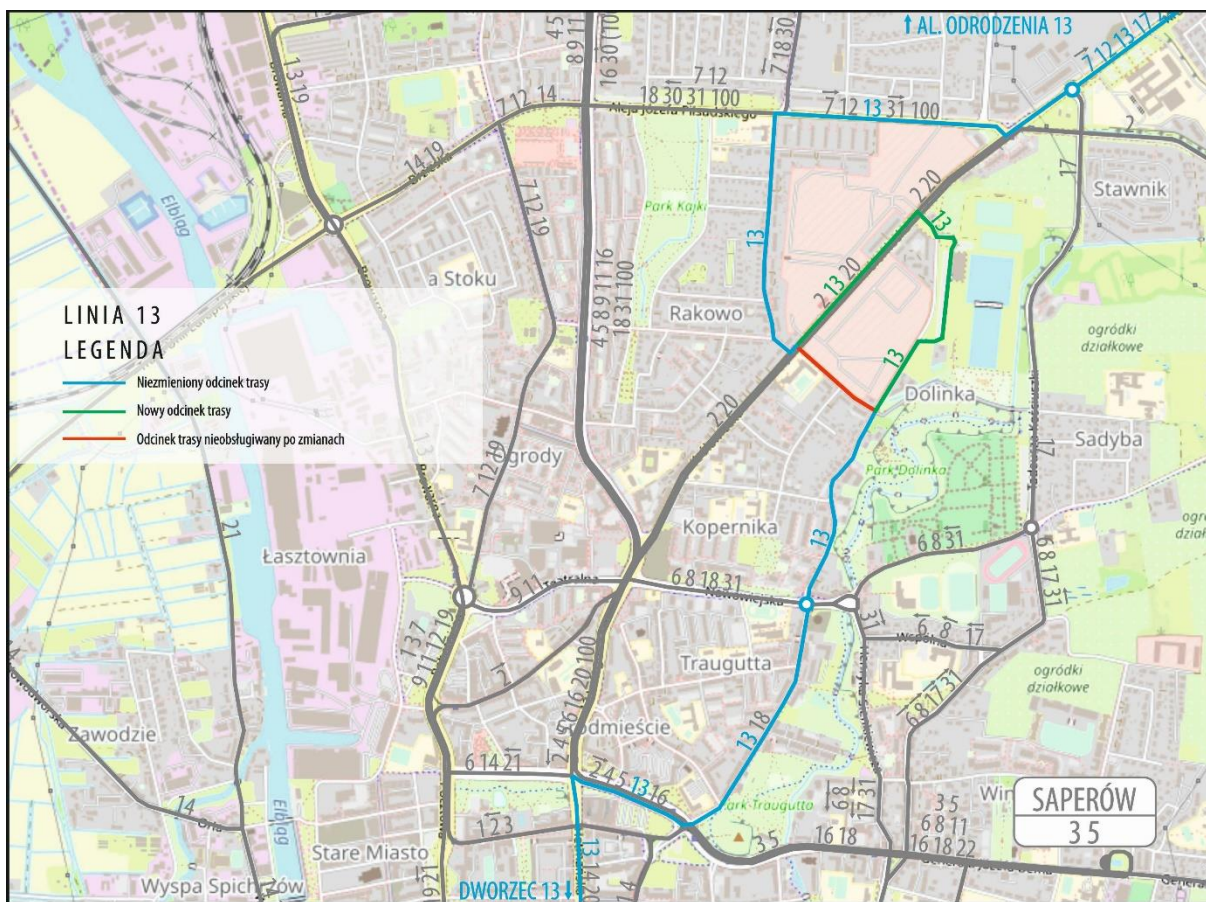 ↑ AL. ODRODZENIA 13
7 12 13 17
4 5
8 9 11
16 30 100
7 18 30
13 19
Browarna
7 12
18 30 31 100
7 12 14
Aleja Józefa Piłsudskiego
7 12 13 31 100
2
17
14 19
Brzeska
Stawnik
Elbląg
7 12 19
Park Kajki
2 20
13
13
2 13 20
a Stoku
4 5 8 9 11 16
18 31 100
Rakowo
ogródki
działkowe
LINIA 13
LEGENDA
Niezmieniony odcinek trasy
Nowy odcinek trasy
Odcinek trasy nieobsługiwany po zmianach
13
Dolinka
2 20
17
Sadyba
Park Dolinka
Ogrody
7 12 19
21
Kopernika
13
6 8 31
Łasztownia
9 11
Teatralna
6 8 18 31
Nowowiejska
6 8 17 31
31
6 8
17
Wspólna
1 3 7
9 11 12 19
2
Traugutta
ogródki
działkowe
6 8 17 31
Zawodzie
Śródmieście
13 18
6 14 21
2 4 5 13 16
Park Traugutta
6 8
17 31
3 5
6 8 11
16 18 22
SAPERÓW
3 5
14
Orla
1 2 3
3 5
16 18
Elbląg
Stare Miasto
13
Wyspa Spichrzów
DWORZEC 13 ↓